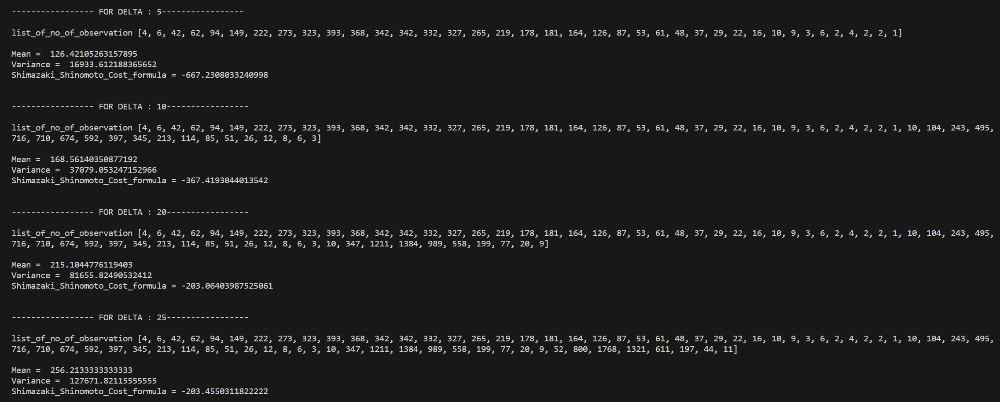 ----------------- FOR DELTA : 5-----------------
list_of_no_of_observation [4, 6, 42, 62, 94, 149, 222, 273, 323, 393, 368, 342, 342, 332, 327, 265, 219, 178, 181, 164, 126, 87, 53, 61, 48, 37, 29, 22, 16, 10, 9, 3, 6, 2, 4, 2, 2, 1]
Mean =  126.42105263157895
Variance =  16933.612188365652
Shimazaki_Shinomoto_Cost_formula = -667.2308033240998
----------------- FOR DELTA : 10-----------------
list_of_no_of_observation [4, 6, 42, 62, 94, 149, 222, 273, 323, 393, 368, 342, 342, 332, 327, 265, 219, 178, 181, 164, 126, 87, 53, 61, 48, 37, 29, 22, 16, 10, 9, 3, 6, 2, 4, 2, 2, 1, 10, 104, 243, 495,
716, 710, 674, 592, 397, 345, 213, 114, 85, 51, 26, 12, 8, 6, 3]
Mean =  168.56140350877192
Variance =  37079.053247152966
Shimazaki_Shinomoto_Cost_formula = -367.4193044013542
----------------- FOR DELTA : 20-----------------
list_of_no_of_observation [4, 6, 42, 62, 94, 149, 222, 273, 323, 393, 368, 342, 342, 332, 327, 265, 219, 178, 181, 164, 126, 87, 53, 61, 48, 37, 29, 22, 16, 10, 9, 3, 6, 2, 4, 2, 2, 1, 10, 104, 243, 495,
716, 710, 674, 592, 397, 345, 213, 114, 85, 51, 26, 12, 8, 6, 3, 10, 347, 1211, 1384, 989, 558, 199, 77, 20, 9]
Mean =  215.1044776119403
Variance =  81655.82490532412
Shimazaki_Shinomoto_Cost_formula = -203.06403987525061
----------------- FOR DELTA : 25-----------------
list_of_no_of_observation [4, 6, 42, 62, 94, 149, 222, 273, 323, 393, 368, 342, 342, 332, 327, 265, 219, 178, 181, 164, 126, 87, 53, 61, 48, 37, 29, 22, 16, 10, 9, 3, 6, 2, 4, 2, 2, 1, 10, 104, 243, 495,
716, 710, 674, 592, 397, 345, 213, 114, 85, 51, 26, 12, 8, 6, 3, 10, 347, 1211, 1384, 989, 558, 199, 77, 20, 9, 52, 800, 1768, 1321, 611, 197, 44, 11]
Mean =  256.2133333333333
Variance =  127671.82115555555
Shimazaki_Shinomoto_Cost_formula = -203.4550311822222